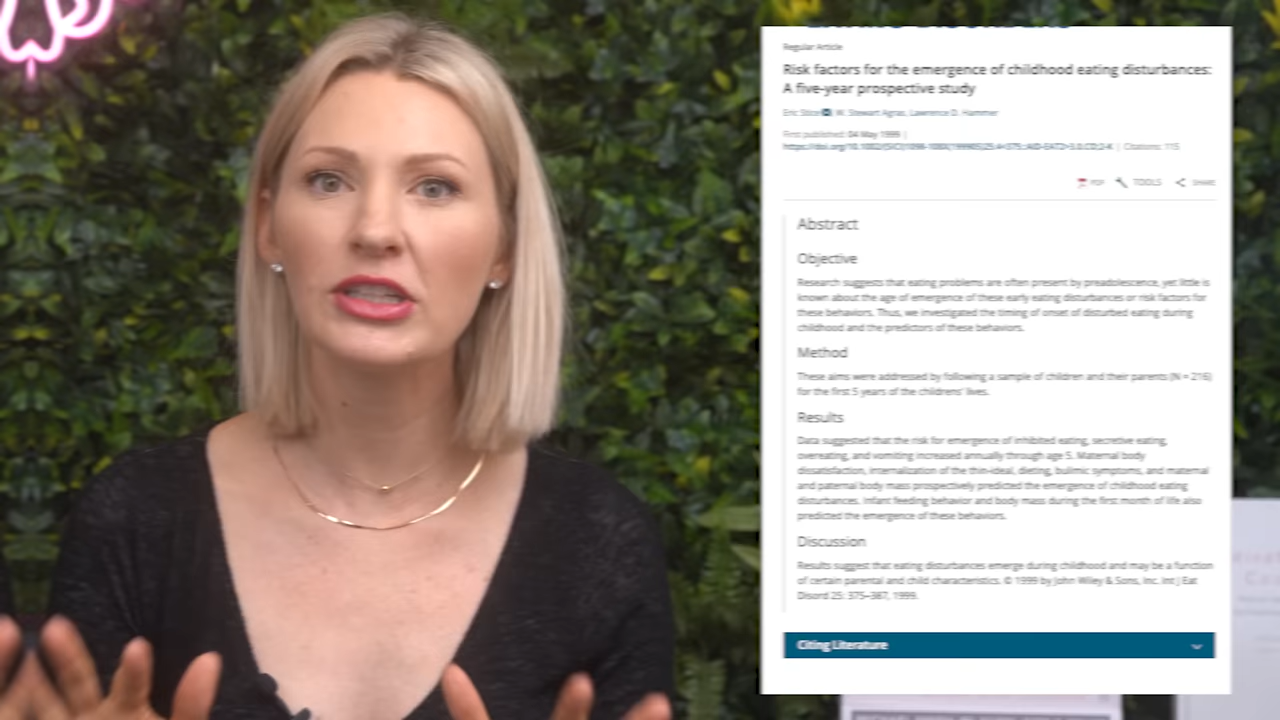 Regular Article
Risk factors for the emergence of childhood eating disturbances:
A five-year prospective study
Eric Stice, W. Stewart Agras, Lawrence D. Hammer
First published: 04 May 1999 |
| Citations: 115
PDF TOOLS SHARE
Abstract
Objective
Research suggests that eating problems are often present by preadolescence, yet little is
known about the age of emergence of these early eating disturbances or risk factors for
these behaviors. Thus, we investigated the timing of onset of disturbed eating during
childhood and the predictors of these behaviors.
Method
These aims were addressed by following a sample of children and their parents (N = 216)
for the first 5 years of the childrens' lives.
Results
Data suggested that the risk for emergence of inhibited eating, secretive eating,
overeating, and vomiting increased annually through age 5. Maternal body
dissatisfaction, internalization of the thin-ideal, dieting, bulimic symptoms, and maternal
and paternal body mass prospectively predicted the emergence of childhood eating
disturbances. Infant feeding behavior and body mass during the first month of life also
predicted the emergence of these behaviors.
Discussion
Results suggest that eating disturbances emerge during childhood and may be a function
of certain parental and child characteristics. © 1999 by John Wiley & Sons, Inc. Int J Eat
Disord 25: 375–387, 1999.
Citing Literature